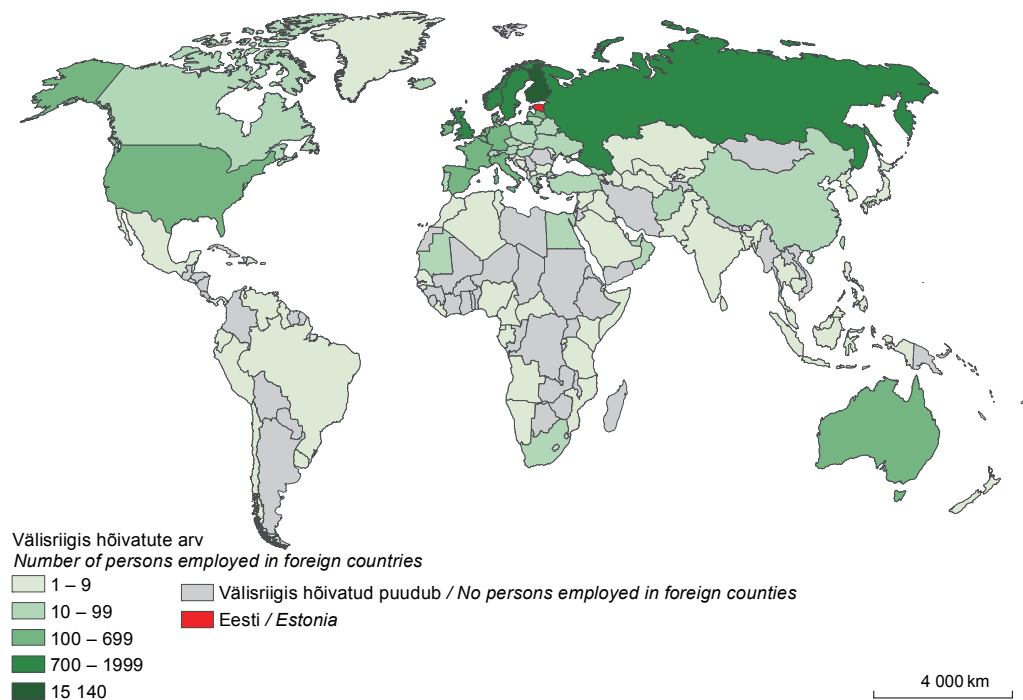 Välisriigis hõivatute arv
Number of persons employed in foreign countries
1 – 9
10 – 99
100 – 699
700 – 1999
15 140
Välisriigis hõivatud puudub / No persons employed in foreign counties
Eesti / Estonia
4 000 km